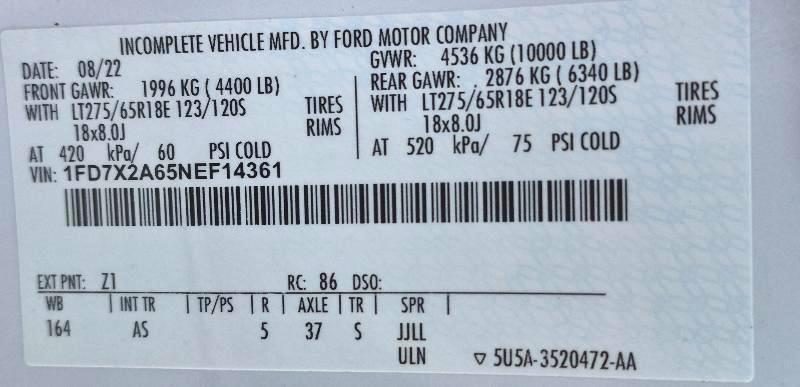 INCOMPLETE VEHICLE MFD. BY FORD MOTOR COMPANY
DATE: 08/22 GVWR: 4536 KG (10000 LB)
FRONT GAWR: 1996 KG ( 4400 LB) REAR GAWR: 2876 KG ( 6340 LB)
WITH LT275/65R18E 123/120S TIRES WITH LT275/65R18E 123/120S TIRES
18x8.0J RIMS 18x8.0J RIMS
AT 420 kPa/ 60 PSI COLD AT 520 kPa/ 75 PSI COLD
VIN: 1FD7X2A65NEF14361
EXT PNT: Z1 RC: 86 DSO:
WB | INT TR | TP/PS | R | AXLE | TR | SPR |
164 AS 5 37 S JJLL
ULN ▽ 5U5A-3520472-AA